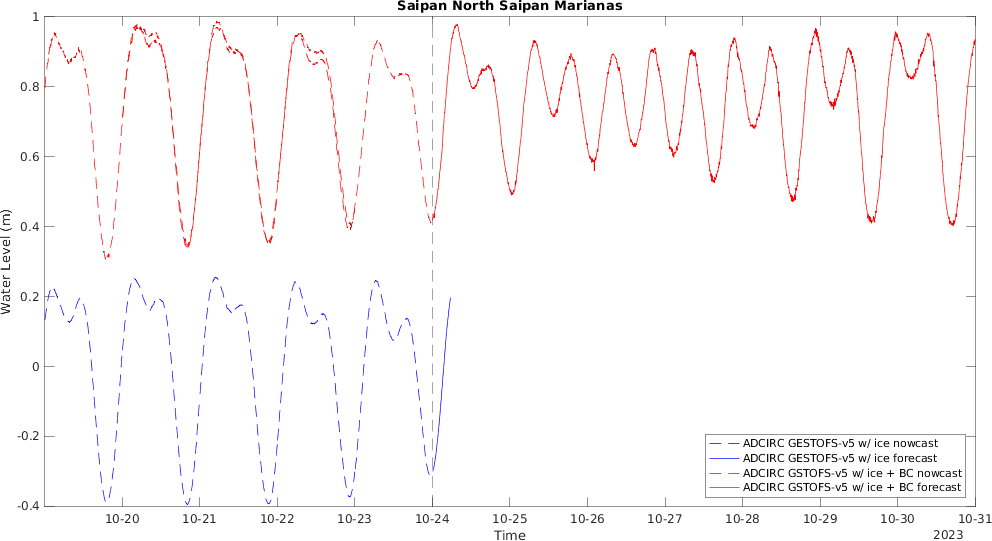 Saipan North Saipan Marianas
1
0.8
0.6
0.4
0.2
0
-0.2
-0.4
Water Level (m)
10-20 10-21 10-22 10-23 10-24 10-25 10-26 10-27 10-28 10-29 10-30 10-31
Time
2023
ADCIRC GESTOFS-v5 w/ ice nowcast
ADCIRC GESTOFS-v5 w/ ice forecast
ADCIRC GSTOFS-v5 w/ ice + BC nowcast
ADCIRC GSTOFS-v5 w/ ice + BC forecast